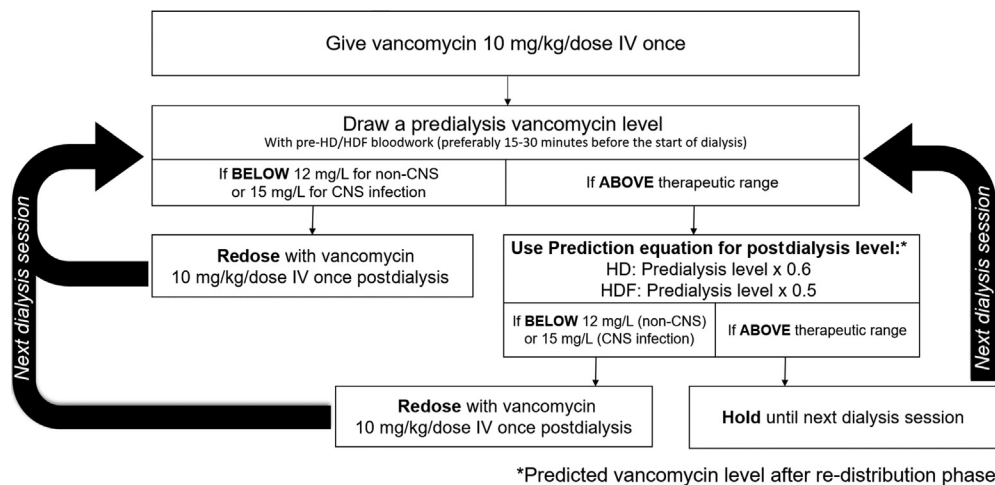 Give vancomycin 10 mg/kg/dose IV once
Draw a predialysis vancomycin level
With pre-HD/HDF bloodwork (preferably 15-30 minutes before the start of dialysis)
If BELOW 12 mg/L for non-CNS
or 15 mg/L for CNS infection
If ABOVE therapeutic range
Next dialysis session
Redose with vancomycin
10 mg/kg/dose IV once postdialysis
Use Prediction equation for postdialysis level:*
HD: Predialysis level x 0.6
HDF: Predialysis level x 0.5
Next dialysis session
If BELOW 12 mg/L (non-CNS)
or 15 mg/L (CNS infection)
If ABOVE therapeutic range
Redose with vancomycin
10 mg/kg/dose IV once postdialysis
Hold until next dialysis session
*Predicted vancomycin level after re-distribution phase